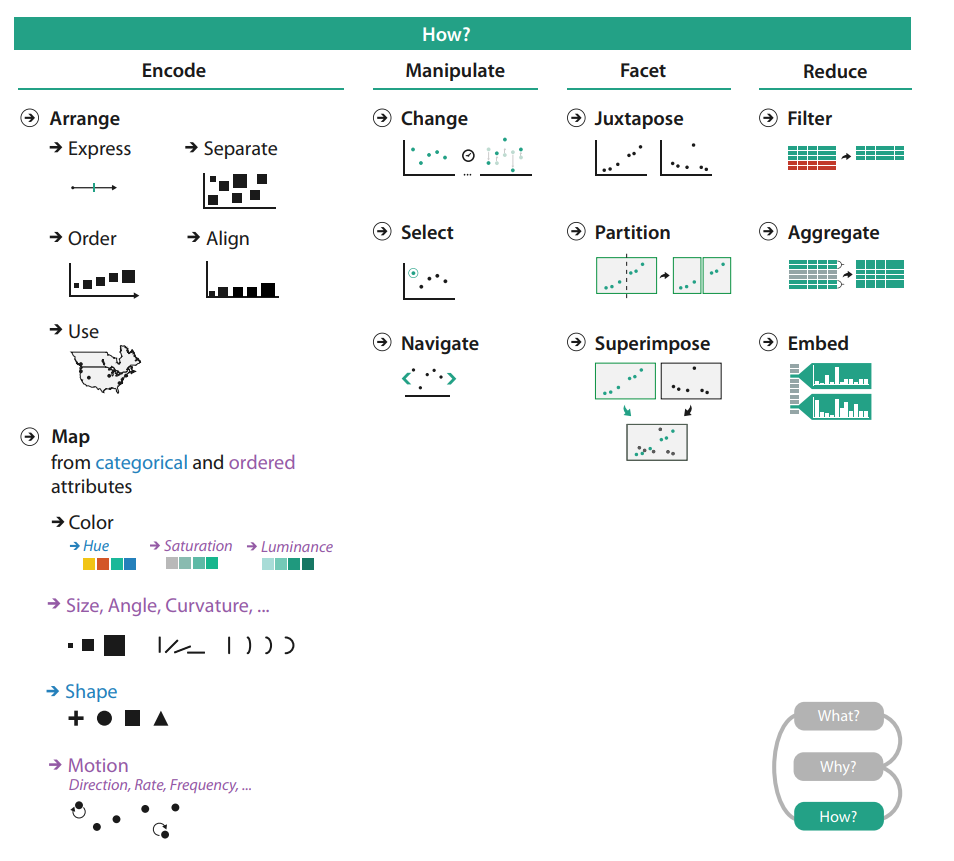 How?
Encode
Manipulate
Facet
Reduce
Arrange
Express
Separate
Order
Align
Use
Map
from categorical and ordered
attributes
Color
Hue
Saturation
Luminance
Size, Angle, Curvature, ...
Shape
Motion
Direction, Rate, Frequency, ...
Change
...
Select
Navigate
Juxtapose
Partition
Superimpose
Filter
Aggregate
Embed
What?
Why?
How?